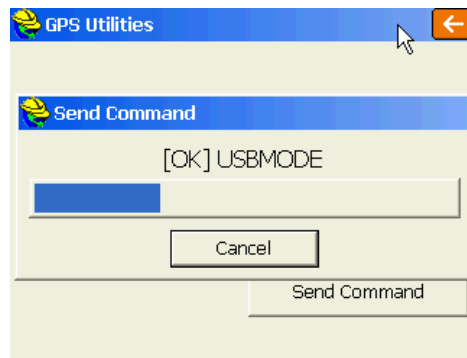 GPS Utilities
Send Command
[OK] USBMODE
Cancel
Send Command